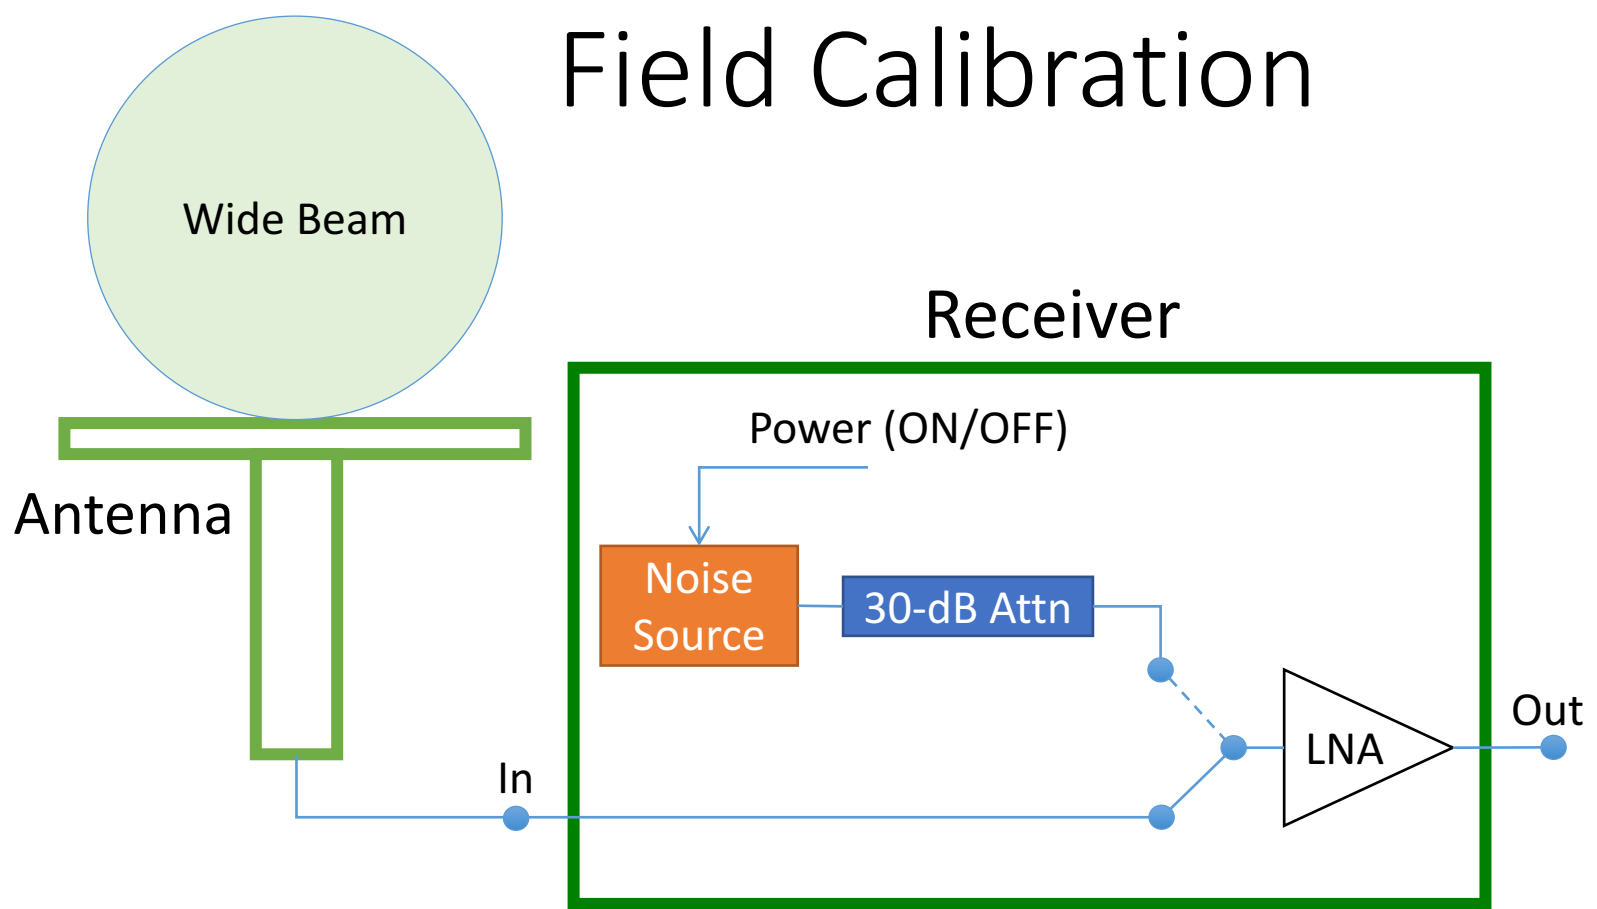 Field Calibration
Wide Beam
Receiver
Power (ON/OFF)
Antenna
Noise
Source
30-dB Attn
Out
LNA
In